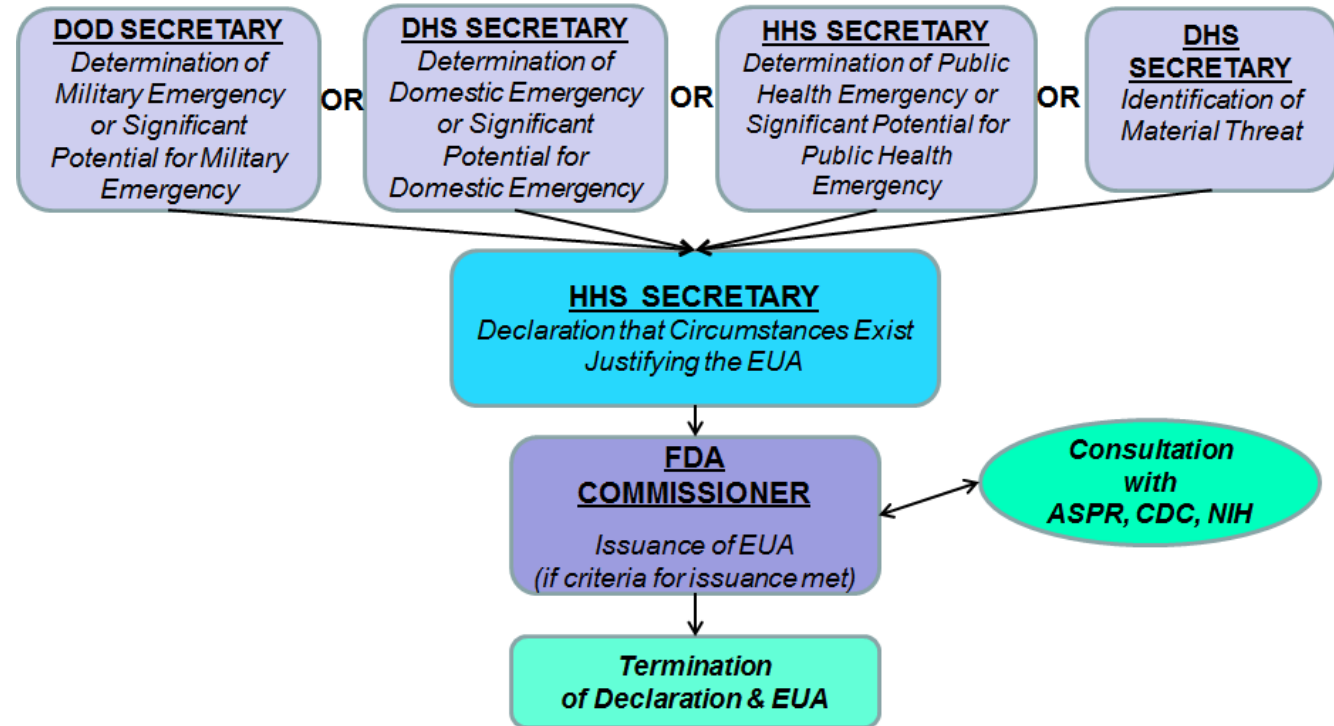 DOD SECRETARY
Determination of
Military Emergency
or Significant
Potential for Military
Emergency
OR
DHS SECRETARY
Determination of
Domestic Emergency
or Significant
Potential for
Domestic Emergency
OR
HHS SECRETARY
Determination of Public
Health Emergency or
Significant Potential for
Public Health
Emergency
OR
DHS
SECRETARY
Identification of
Material Threat
HHS SECRETARY
Declaration that Circumstances Exist
Justifying the EUA
FDA
COMMISSIONER
Issuance of EUA
(if criteria for issuance met)
Consultation
with
ASPR, CDC, NIH
Termination
of Declaration & EUA